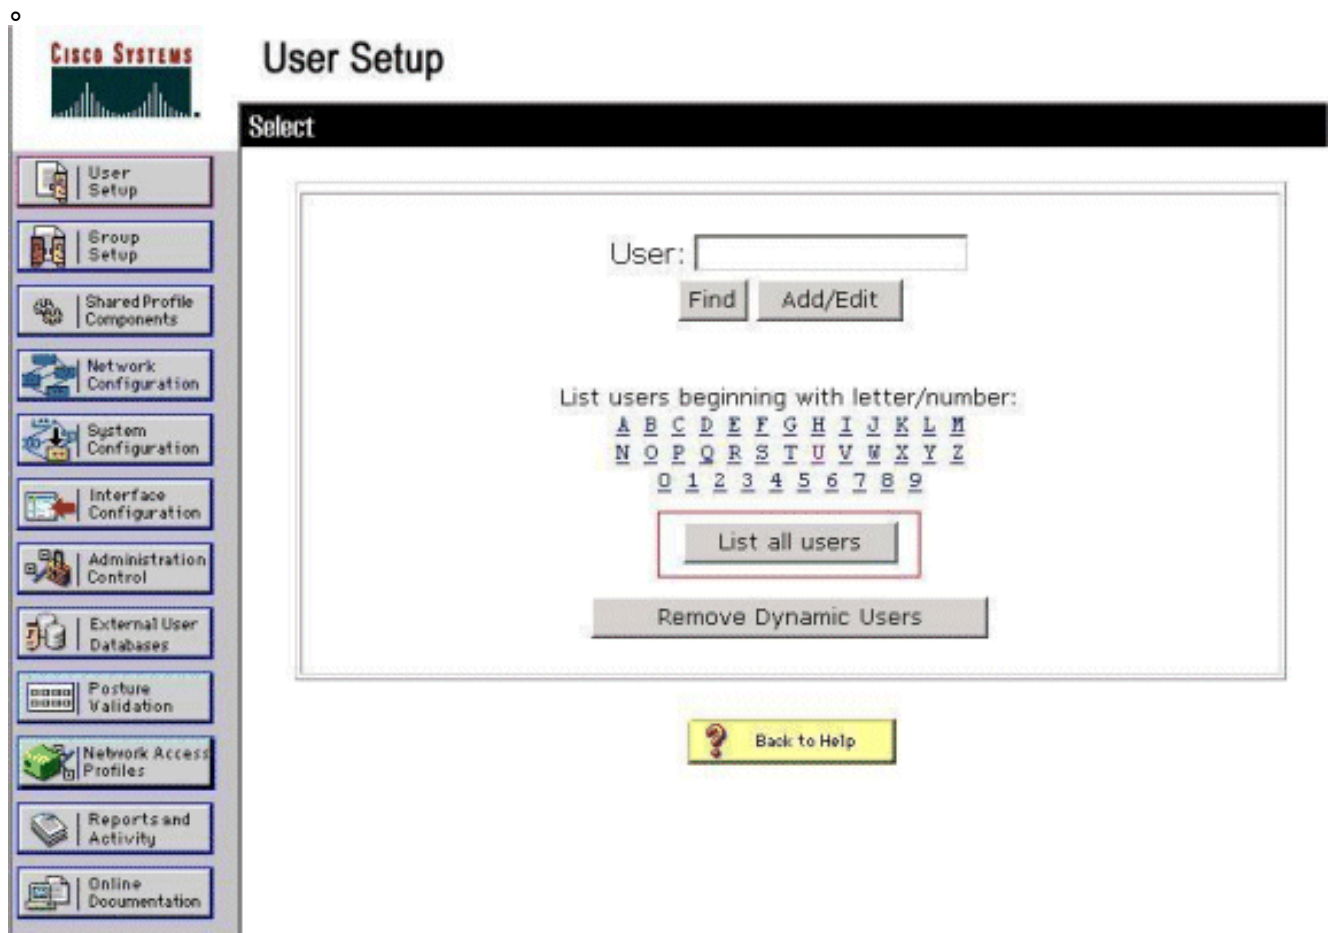 CISCO SYSTEMS
User Setup
Select
User
Setup
Group
Setup
Shared Profile
Components
Network
Configuration
System
Configuration
Interface
Configuration
Administration
Control
External User
Databases
Posture
Validation
Network Access
Profiles
Reports and
Activity
Online
Documentation
User:
Find Add/Edit
List users beginning with letter/number:
A B C D E F G H I J K L M
N O P Q R S T U V W X Y Z
0 1 2 3 4 5 6 7 8 9
List all users
Remove Dynamic Users
? Back to Help